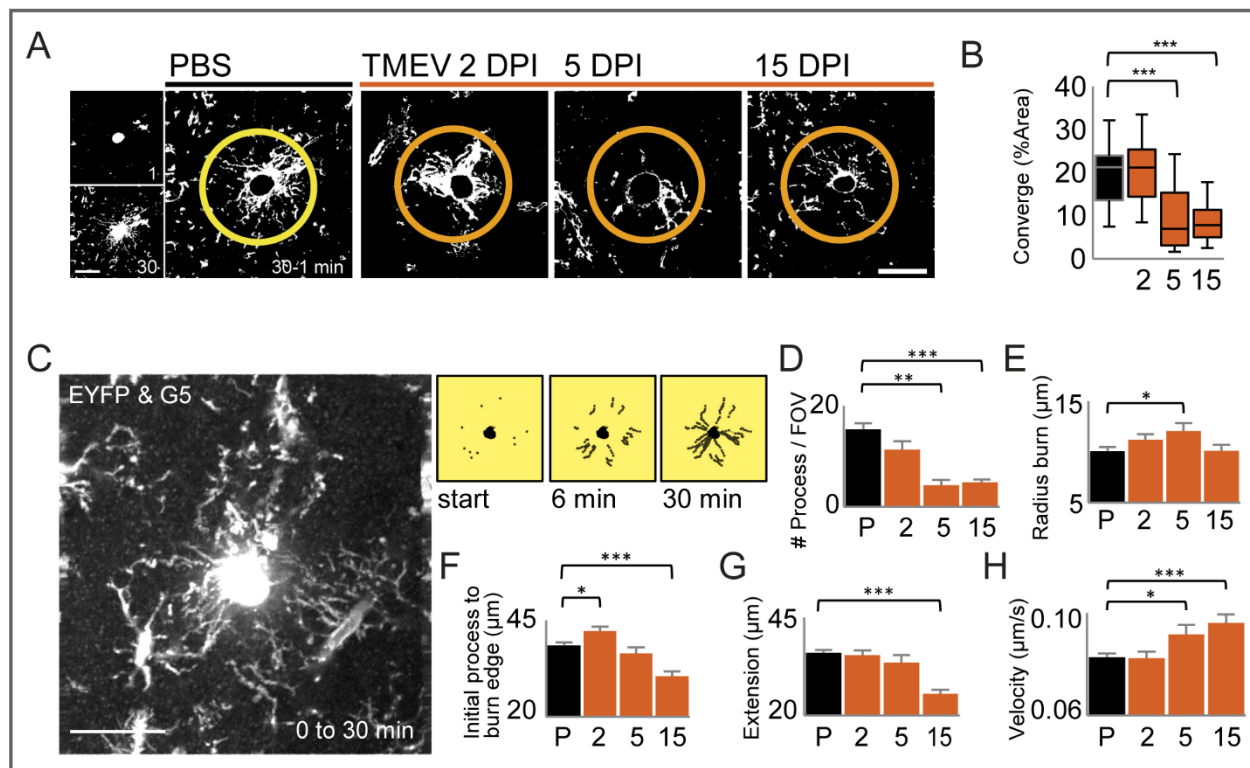 A
PBS
TMEV 2 DPI
5 DPI
15 DPI
1
30
30-1 min
B
***
***
Converge (%Area)
40
30
20
10
0
2 5 15
C
EYFP & G5
0 to 30 min
start
6 min
30 min
D
***
**
# Process / FOV
20
0
P 2 5 15
E
*
Radius burn (µm)
15
5
P 2 5 15
F
***
*
Initial process to
burn edge (µm)
45
20
P 2 5 15
G
***
Extension (µm)
45
20
P 2 5 15
H
***
*
Velocity (µm/s)
0.10
0.06
P 2 5 15